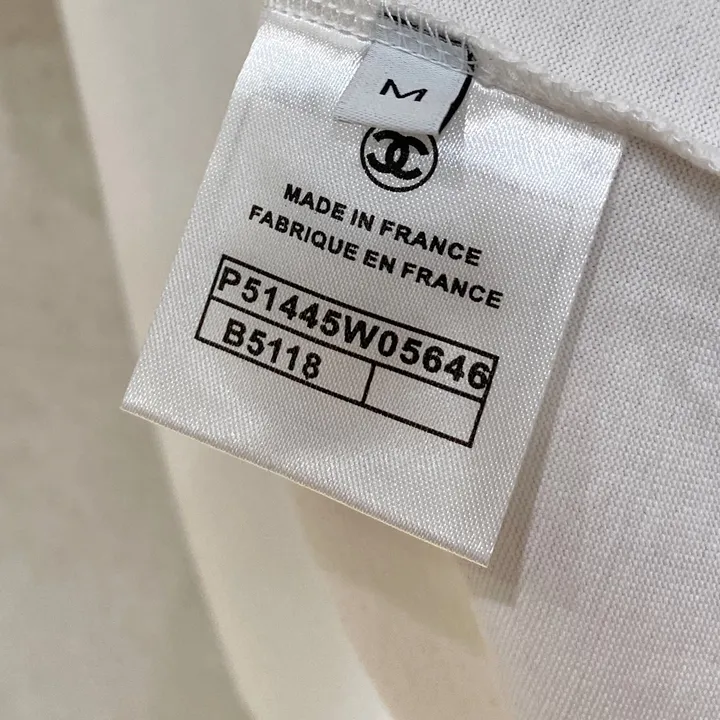 M
MADE IN FRANCE
FABRIQUE EN FRANCE
P51445W05646
B5118